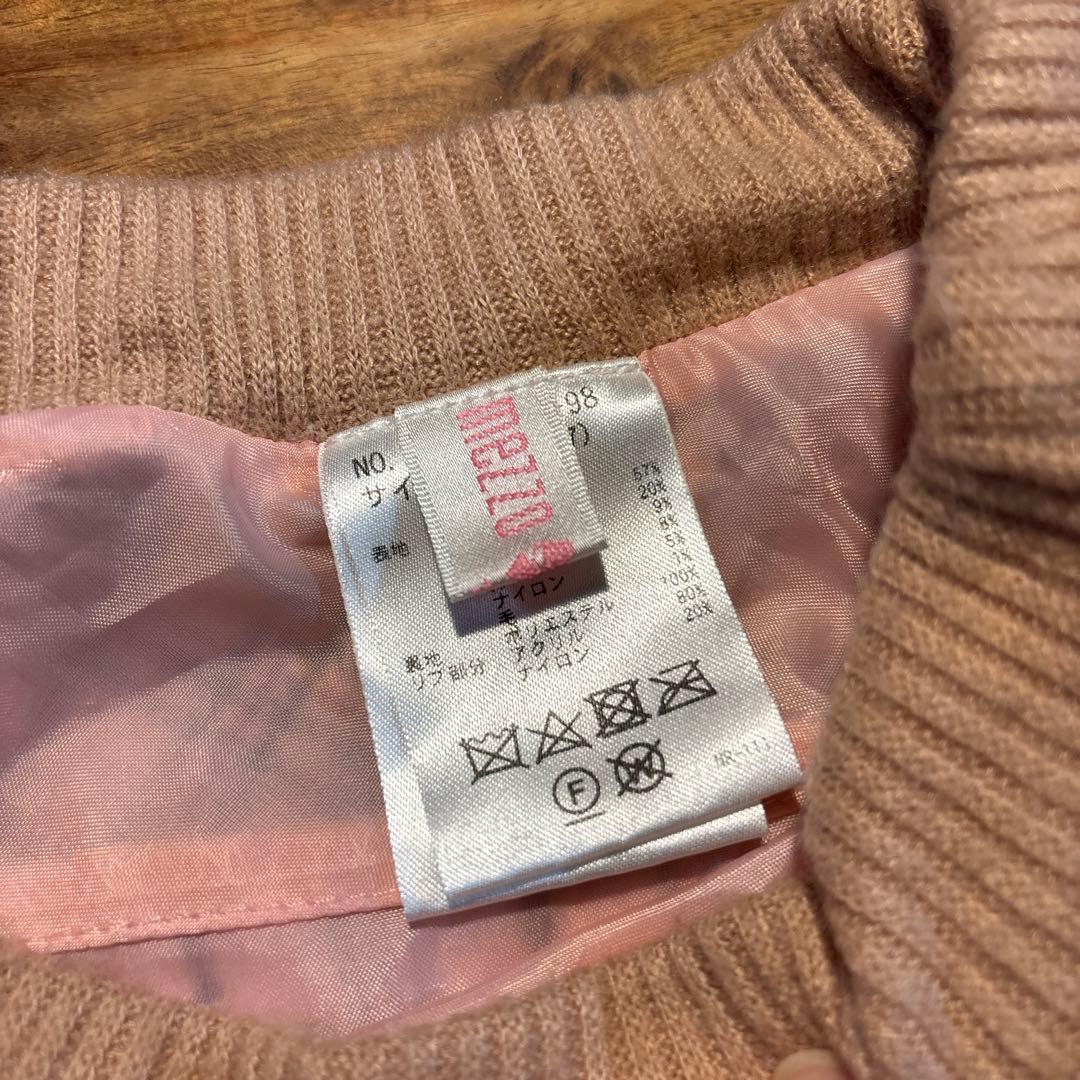 NO.
98
サイ
mezzo
表地
57%
20%
9%
8%
5%
1%
ナイロン
毛
裏地 ポリエステル 100%
リブ部分 アクリル 80%
ナイロン 20%
F
W